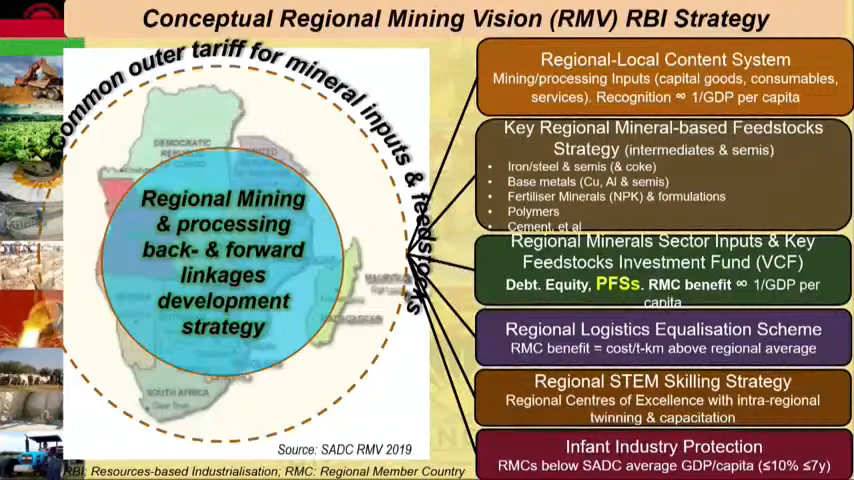 Conceptual Regional Mining Vision (RMV) RBI Strategy
Common outer tariff for mineral inputs & feedstocks
DEMOCRATIC
Regional Mining
& processing
back- & forward
linkages
development
strategy
MADAGASCAR
SOUTH AFRICA
Source: SADC RMV 2019
RBI: Resources-based Industrialisation; RMC: Regional Member Country
Regional-Local Content System
Mining/processing Inputs (capital goods, consumables,
services). Recognition ∞ 1/GDP per capita
Key Regional Mineral-based Feedstocks
Strategy (intermediates & semis)
• Iron/steel & semis (& coke)
• Base metals (Cu, Al & semis)
• Fertiliser Minerals (NPK) & formulations
• Polymers
• Cement, et al
Regional Minerals Sector Inputs & Key
Feedstocks Investment Fund (VCF)
Debt. Equity, PFSs. RMC benefit ∞ 1/GDP per
capita
Regional Logistics Equalisation Scheme
RMC benefit = cost/t-km above regional average
Regional STEM Skilling Strategy
Regional Centres of Excellence with intra-regional
twinning & capacitation
Infant Industry Protection
RMCs below SADC average GDP/capita (≤10% ≤7y)